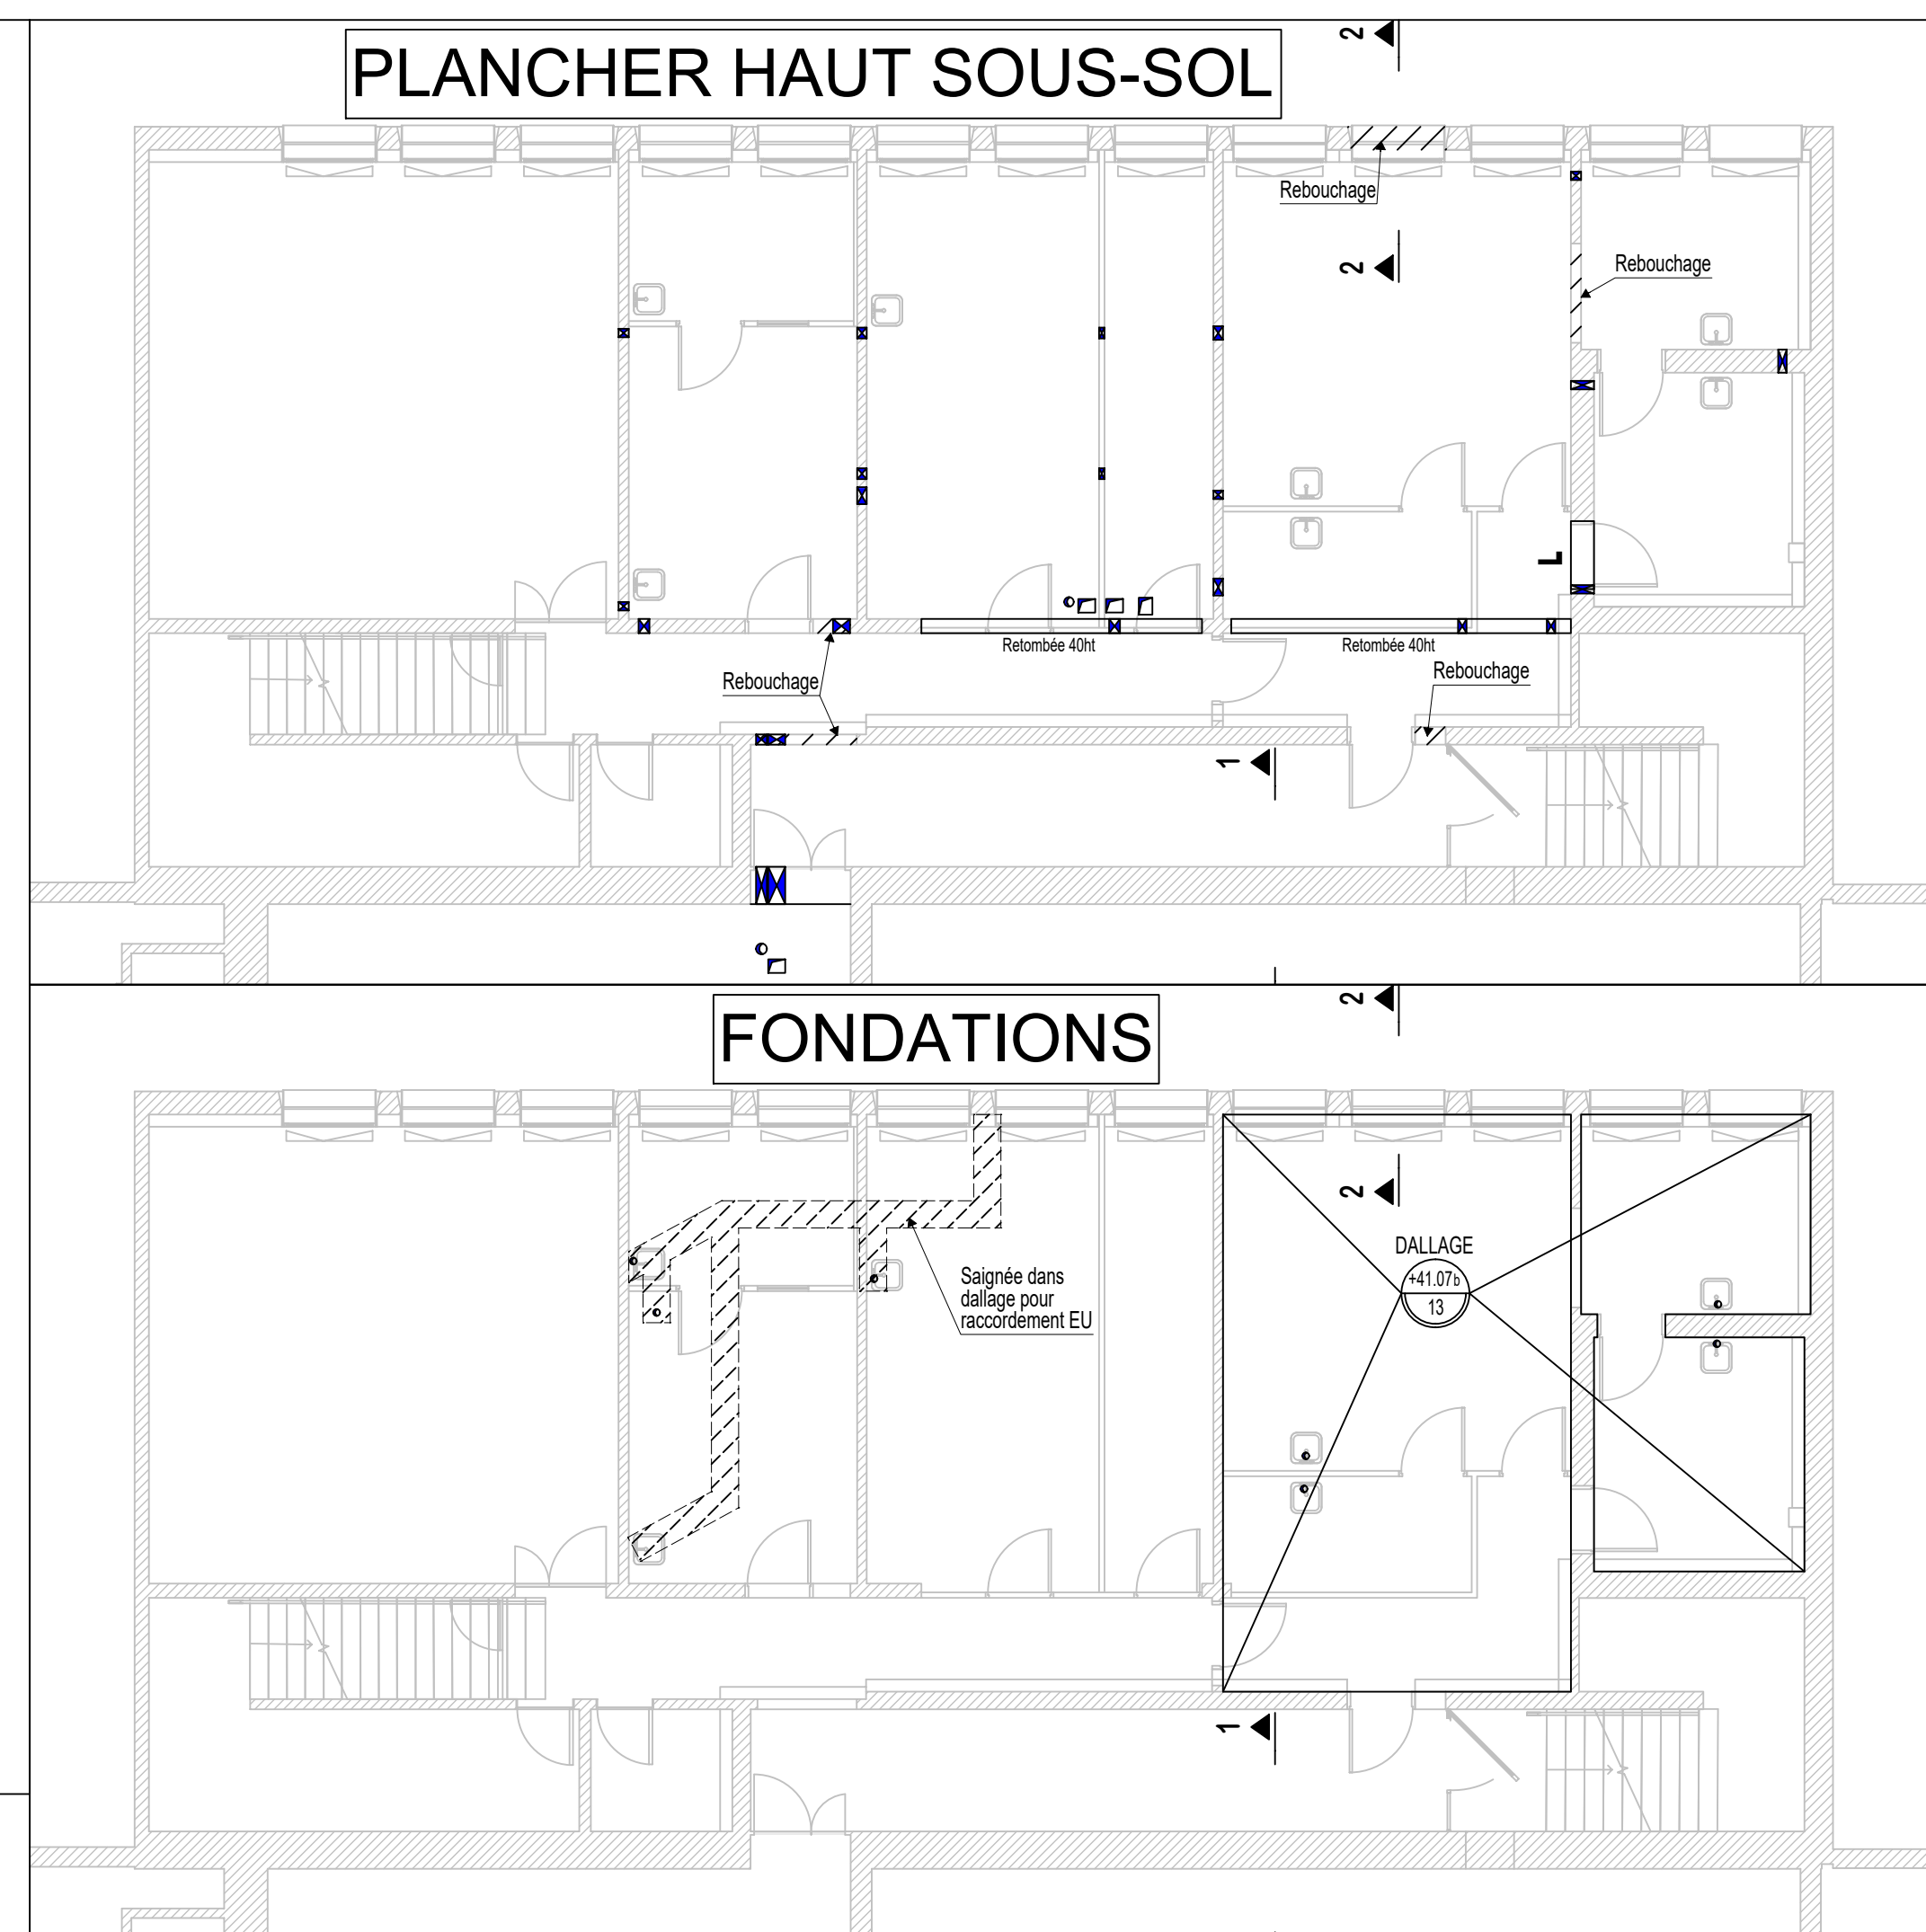 2
PLANCHER HAUT SOUS-SOL
Rebouchage
2
Rebouchage
L
Retombée 40ht
Retombée 40ht
Rebouchage
Rebouchage
1
2
FONDATIONS
2
DALLAGE
+41.07b
13
Saignée dans
dallage pour
raccordement EU
1